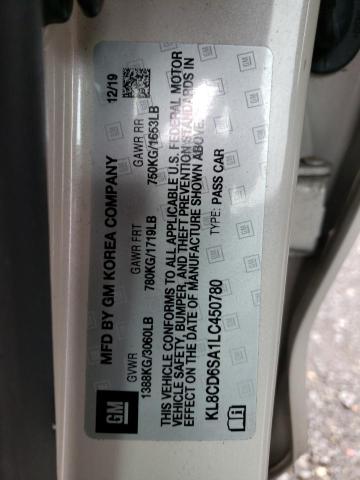 MFD BY GM KOREA COMPANY 12/19
GVWR GAWR FRT GAWR RR
1388KG/3060LB 780KG/1719LB 750KG/1653LB
THIS VEHICLE CONFORMS TO ALL APPLICABLE U.S. FEDERAL MOTOR
VEHICLE SAFETY, BUMPER, AND THEFT PREVENTION STANDARDS IN
EFFECT ON THE DATE OF MANUFACTURE SHOWN ABOVE.
KL8CD6SA1LC450780 TYPE: PASS CAR
GM